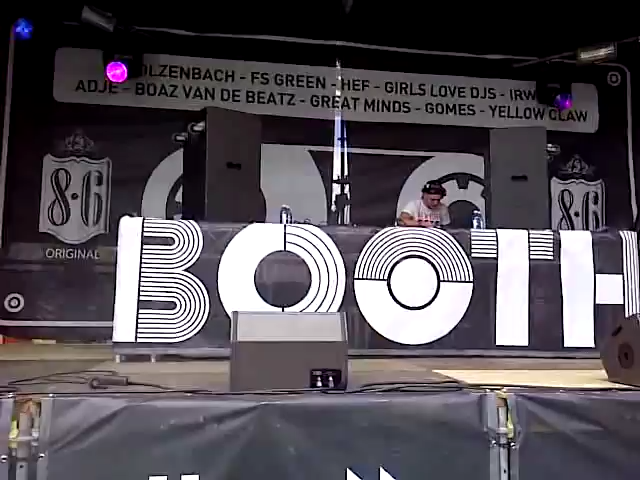 OLZENBACH - FS GREEN - HEF - GIRLS LOVE DJS - IRW
ADJE - BOAZ VAN DE BEATZ - GREAT MINDS - GOMES - YELLOW CLAW
8·6
8·6
ORIGINAL
BOOTH